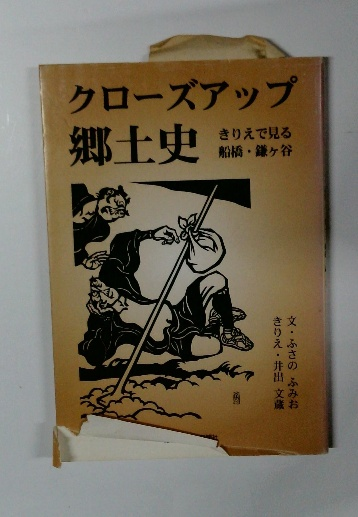 クローズアップ
郷土史
きりえで見る
船橋・鎌ヶ谷
文・ふさの ふみお
きりえ・井出 文蔵